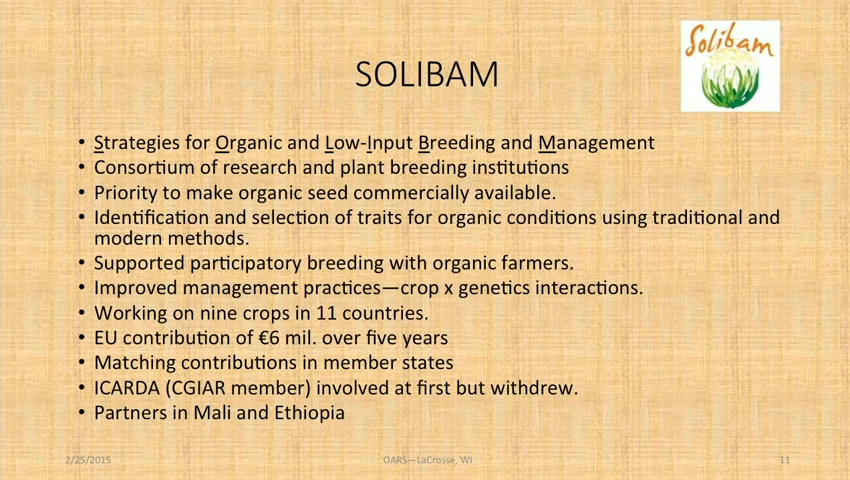 Solibam
SOLIBAM
• Strategies for Organic and Low-Input Breeding and Management
• Consortium of research and plant breeding institutions
• Priority to make organic seed commercially available.
• Identification and selection of traits for organic conditions using traditional and
modern methods.
• Supported participatory breeding with organic farmers.
• Improved management practices—crop x genetics interactions.
• Working on nine crops in 11 countries.
• EU contribution of €6 mil. over five years
• Matching contributions in member states
• ICARDA (CGIAR member) involved at first but withdrew.
• Partners in Mali and Ethiopia
2/25/2015
OARS—LaCrosse, WI
11